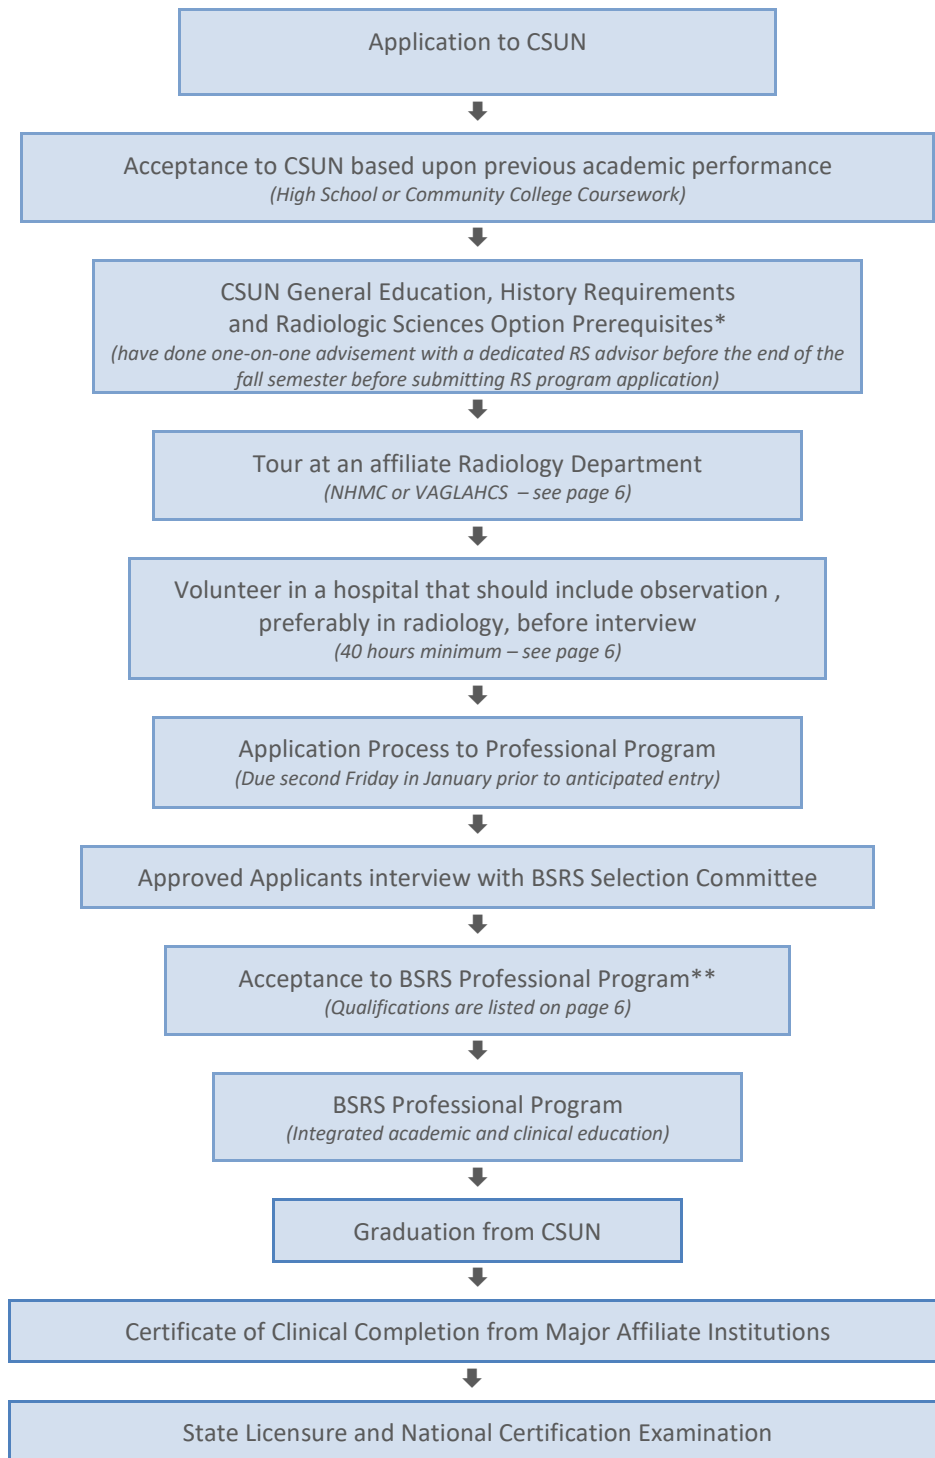 Application to CSUN
Acceptance to CSUN based upon previous academic performance
(High School or Community College Coursework)
CSUN General Education, History Requirements
and Radiologic Sciences Option Prerequisites*
(have done one-on-one advisement with a dedicated RS advisor before the end of the
fall semester before submitting RS program application)
Tour at an affiliate Radiology Department
(NHMC or VAGLAHCS – see page 6)
Volunteer in a hospital that should include observation ,
preferably in radiology, before interview
(40 hours minimum – see page 6)
Application Process to Professional Program
(Due second Friday in January prior to anticipated entry)
Approved Applicants interview with BSRS Selection Committee
Acceptance to BSRS Professional Program**
(Qualifications are listed on page 6)
BSRS Professional Program
(Integrated academic and clinical education)
Graduation from CSUN
Certificate of Clinical Completion from Major Affiliate Institutions
State Licensure and National Certification Examination